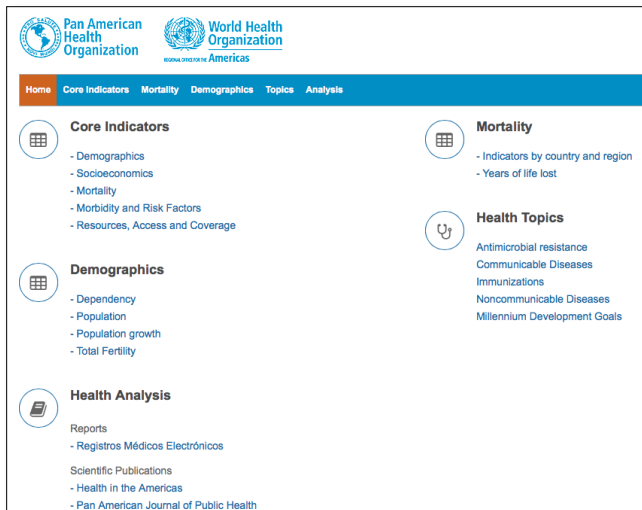 Pan American
Health
Organization
World Health
Organization
REGIONAL OFFICE FOR THE Americas
Home Core Indicators Mortality Demographics Topics Analysis
Core Indicators
- Demographics
- Socioeconomics
- Mortality
- Morbidity and Risk Factors
- Resources, Access and Coverage
Demographics
- Dependency
- Population
- Population growth
- Total Fertility
Health Analysis
Reports
- Registros Médicos Electrónicos
Scientific Publications
- Health in the Americas
- Pan American Journal of Public Health
Mortality
- Indicators by country and region
- Years of life lost
Health Topics
Antimicrobial resistance
Communicable Diseases
Immunizations
Noncommunicable Diseases
Millennium Development Goals